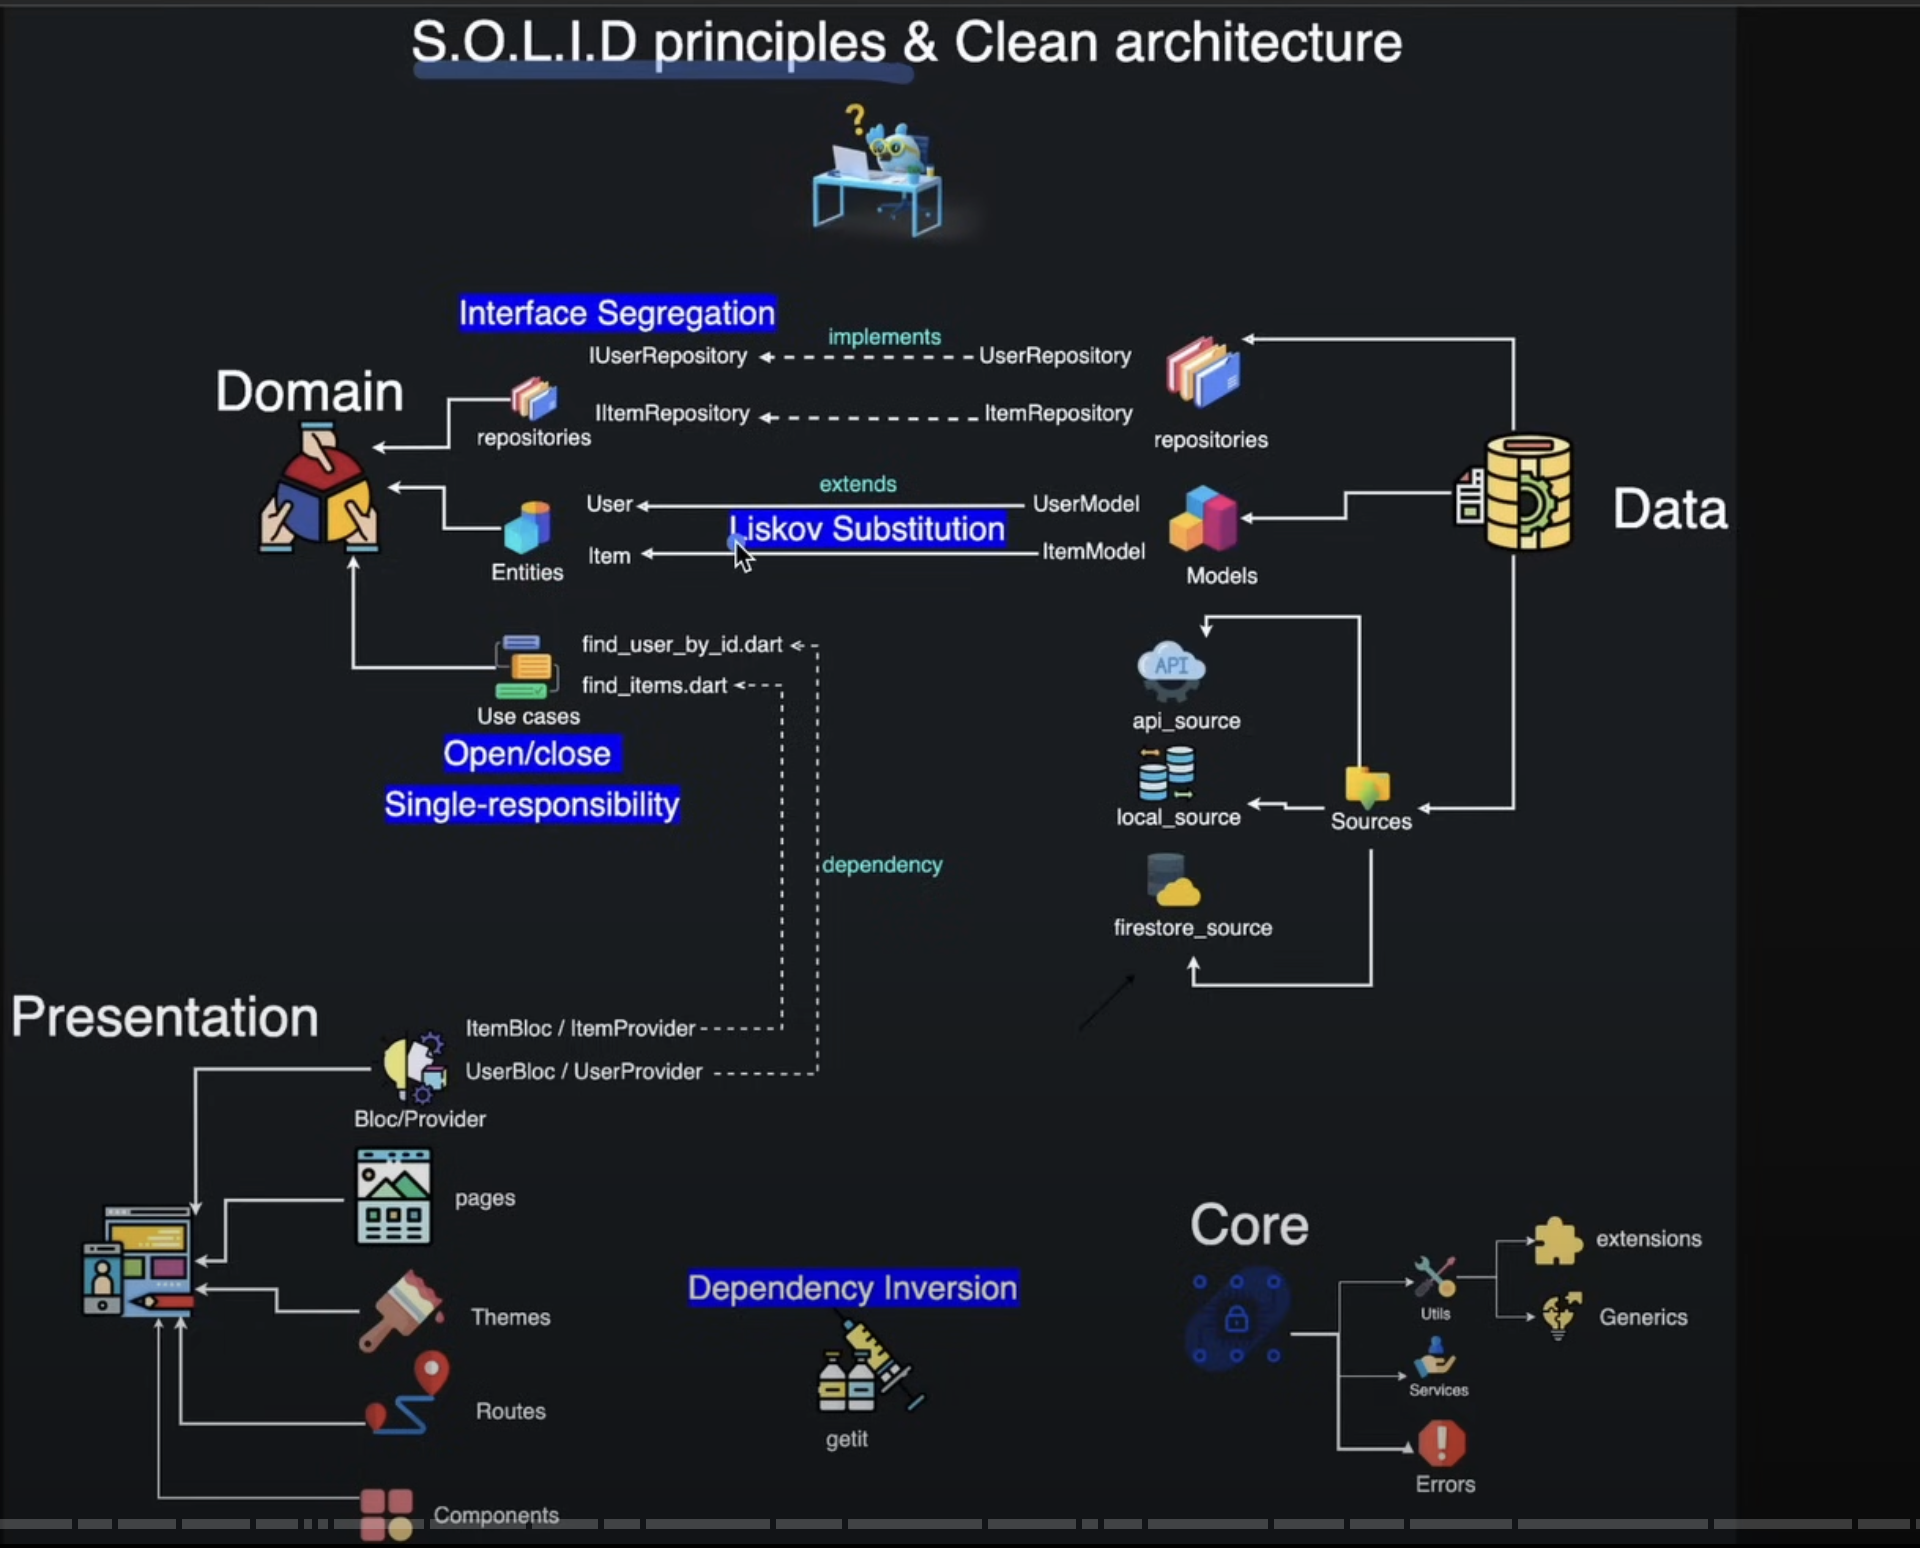 S.O.L.I.D principles & Clean architecture
?
Interface Segregation
implements
IUserRepository
UserRepository
Domain
IItemRepository
ItemRepository
repositories
repositories
extends
User
UserModel
Data
Liskov Substitution
Item
ItemModel
Entities
Models
find_user_by_id.dart
API
find_items.dart
Use cases
api_source
Open/close
Single-responsibility
local_source
Sources
dependency
firestore_source
Presentation
ItemBloc / ItemProvider
UserBloc / UserProvider
Bloc/Provider
pages
Core
extensions
Dependency Inversion
Utils
Themes
Generics
Services
Routes
getit
!
Errors
Components